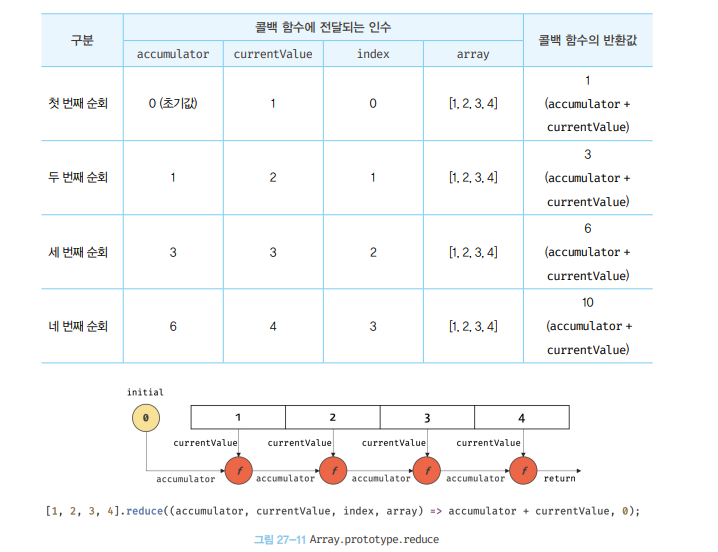 구분
콜백 함수에 전달되는 인수
콜백 함수의 반환값
accumulator currentValue index array
첫 번째 순회 0 (초기값) 1 0 [1, 2, 3, 4] 1
(accumulator +
currentValue)
두 번째 순회 1 2 1 [1, 2, 3, 4] 3
(accumulator +
currentValue)
세 번째 순회 3 3 2 [1, 2, 3, 4] 6
(accumulator +
currentValue)
네 번째 순회 6 4 3 [1, 2, 3, 4] 10
(accumulator +
currentValue)
initial
0 1 2 3 4
currentValue currentValue currentValue currentValue
f f f f
accumulator accumulator accumulator accumulator return
[1, 2, 3, 4].reduce((accumulator, currentValue, index, array) => accumulator + currentValue, 0);
그림 27-11 Array.prototype.reduce